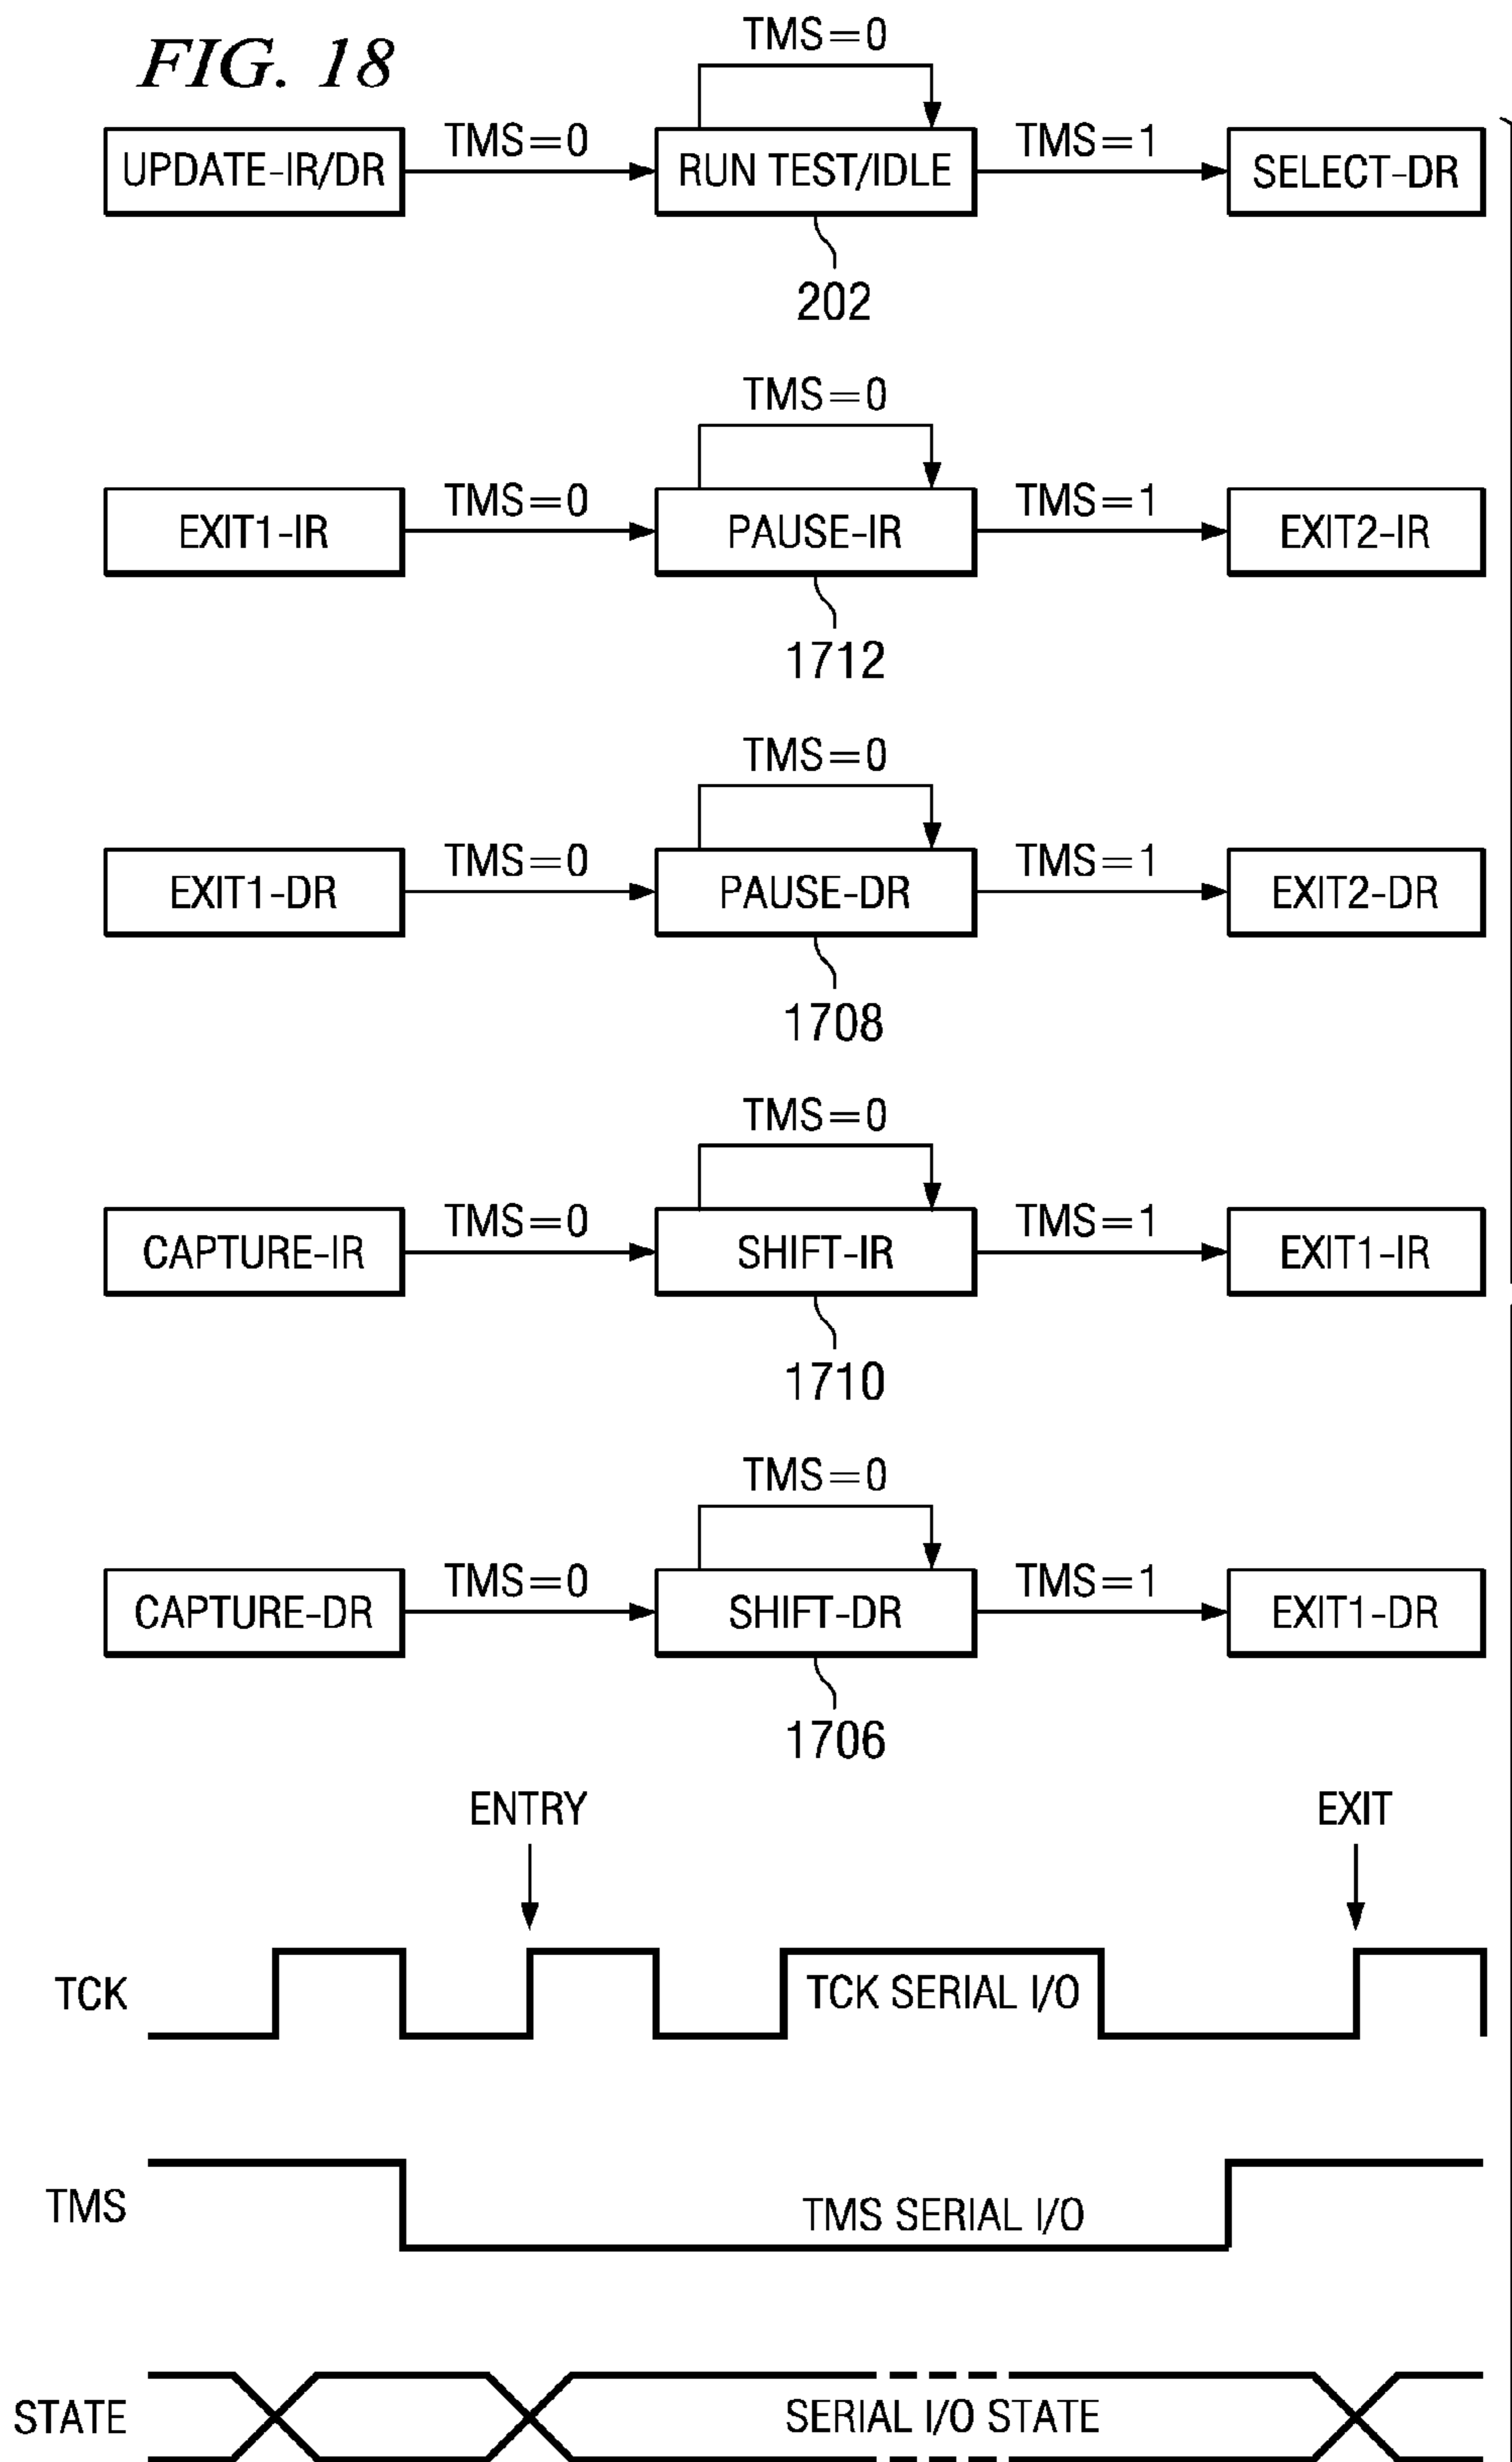 FIG. 18
TMS=0
UPDATE-IR/DR
TMS=0
RUN TEST/IDLE
TMS=1
SELECT-DR
202
TMS=0
EXIT1-IR
TMS=0
PAUSE-IR
TMS=1
EXIT2-IR
1712
TMS=0
EXIT1-DR
TMS=0
PAUSE-DR
TMS=1
EXIT2-DR
1708
TMS=0
CAPTURE-IR
TMS=0
SHIFT-IR
TMS=1
EXIT1-IR
1710
TMS=0
CAPTURE-DR
TMS=0
SHIFT-DR
TMS=1
EXIT1-DR
1706
ENTRY
EXIT
TCK
TCK SERIAL I/O
TMS
TMS SERIAL I/O
STATE
SERIAL I/O STATE